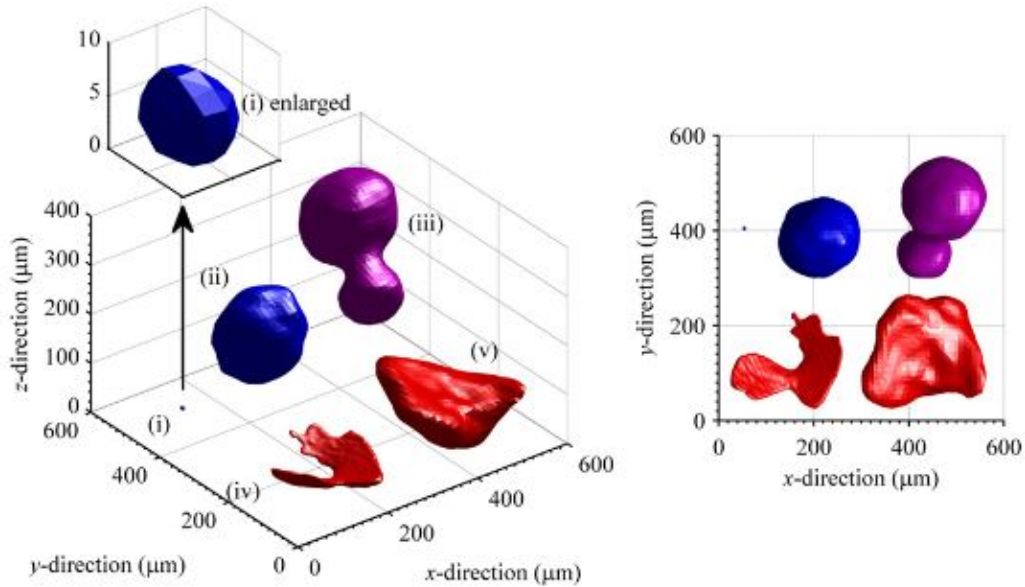 10
5
0
(i) enlarged
400
300
200
100
0
z-direction (µm)
(i)
(ii)
(iii)
(iv)
(v)
600
400
200
0
y-direction (µm)
0
200
400
600
x-direction (µm)
600
400
200
0
y-direction (µm)
0
200
400
600
x-direction (µm)